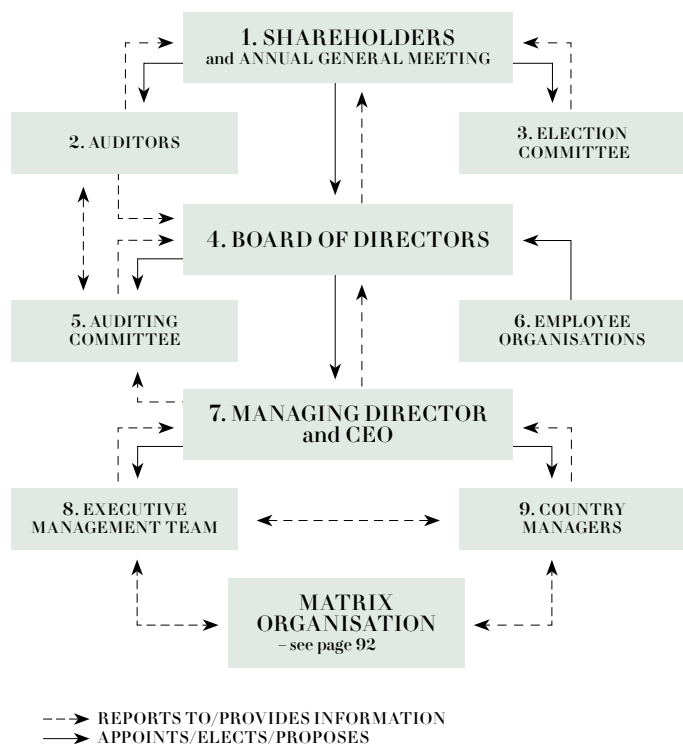 1. SHAREHOLDERS
and ANNUAL GENERAL MEETING
2. AUDITORS
3. ELECTION
COMMITTEE
4. BOARD OF DIRECTORS
5. AUDITING
COMMITTEE
6. EMPLOYEE
ORGANISATIONS
7. MANAGING DIRECTOR
and CEO
8. EXECUTIVE
MANAGEMENT TEAM
9. COUNTRY
MANAGERS
MATRIX
ORGANISATION
– see page 92
REPORTS TO/PROVIDES INFORMATION
APPOINTS/ELECTS/PROPOSES